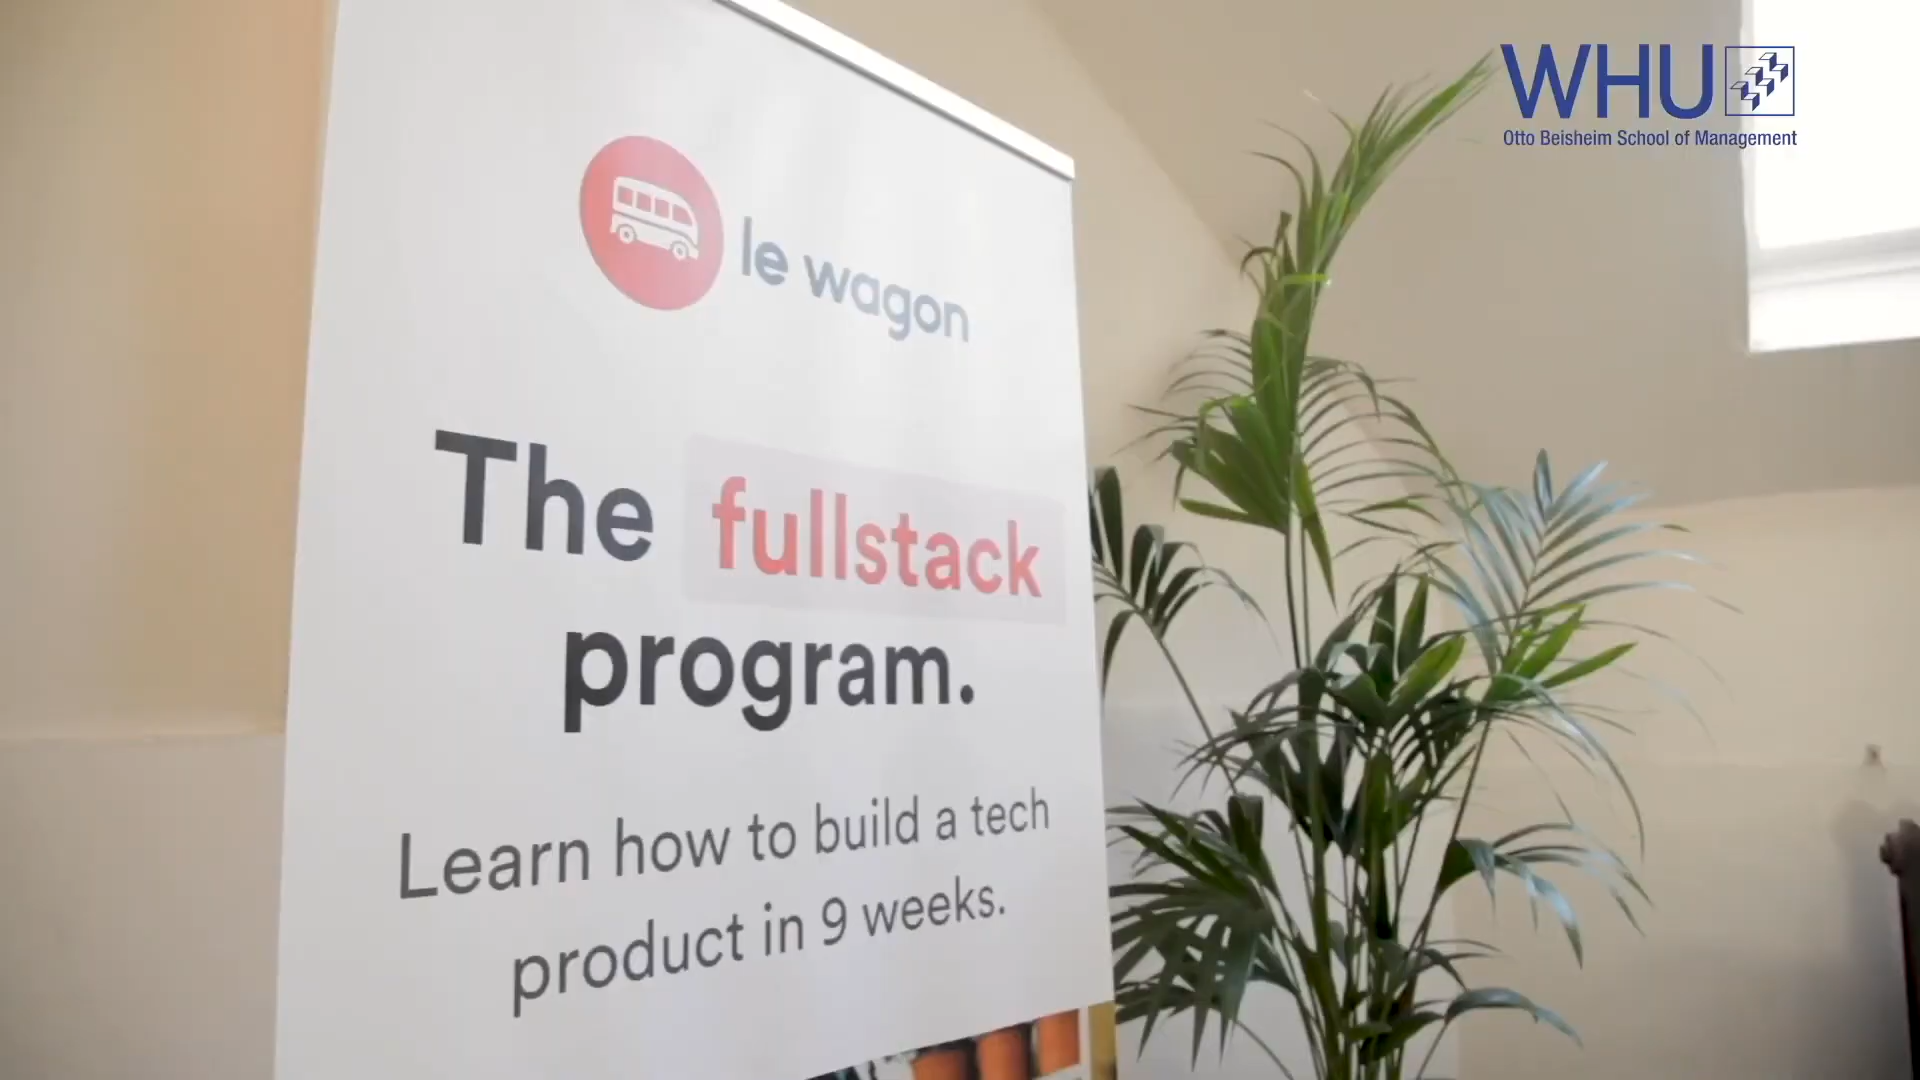 WHU
Otto Beisheim School of Management
le wagon
The fullstack
program.
Learn how to build a tech
product in 9 weeks.